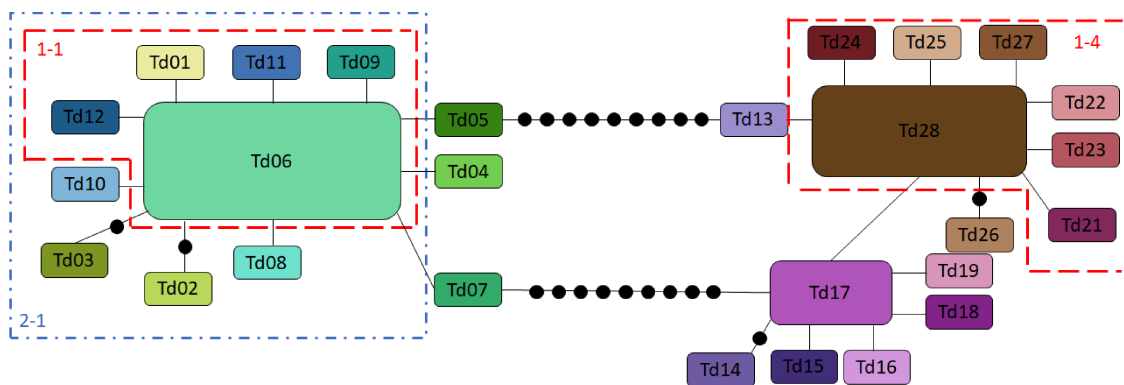 Td24 Td25 Td27
1-1 Td01 Td11 Td09 1-4
Td22
Td12 Td05 Td13 Td28
Td23
Td06
Td10 Td04
Td21
Td03 Td08 Td26
Td02 Td07 Td17 Td19
Td18
2-1
Td14 Td15 Td16